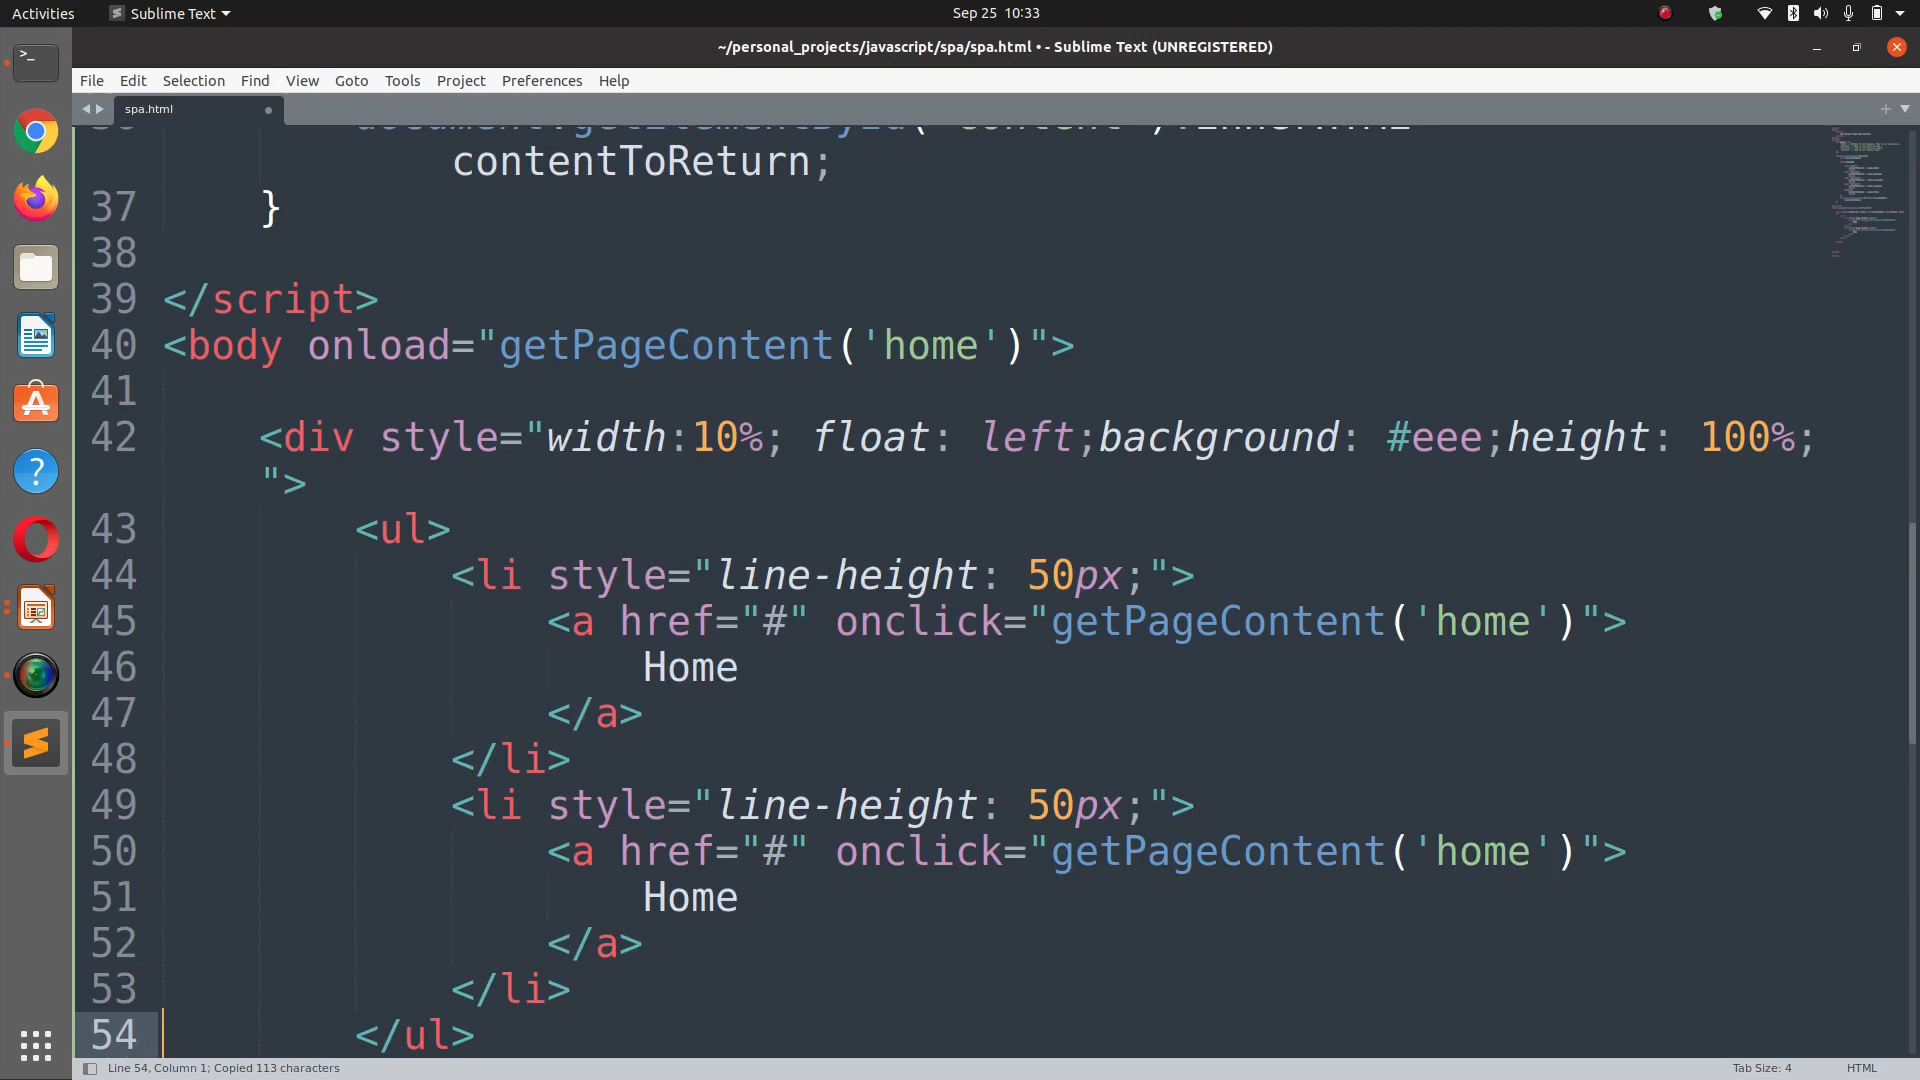 Activities
Sublime Text
Sep 25 10:33
~/personal_projects/javascript/spa/spa.html • - Sublime Text (UNREGISTERED)
File Edit Selection Find View Goto Tools Project Preferences Help
spa.html
contentToReturn;
37 }
38
39 </script>
40 <body onload="getPageContent('home')">
41
42 <div style="width:10%; float: left;background: #eee;height: 100%;
">
43 <ul>
44 <li style="line-height: 50px;">
45 <a href="#" onclick="getPageContent('home')">
46 Home
47 </a>
48 </li>
49 <li style="line-height: 50px;">
50 <a href="#" onclick="getPageContent('home')">
51 Home
52 </a>
53 </li>
54 </ul>
Line 54, Column 1; Copied 113 characters
Tab Size: 4
HTML